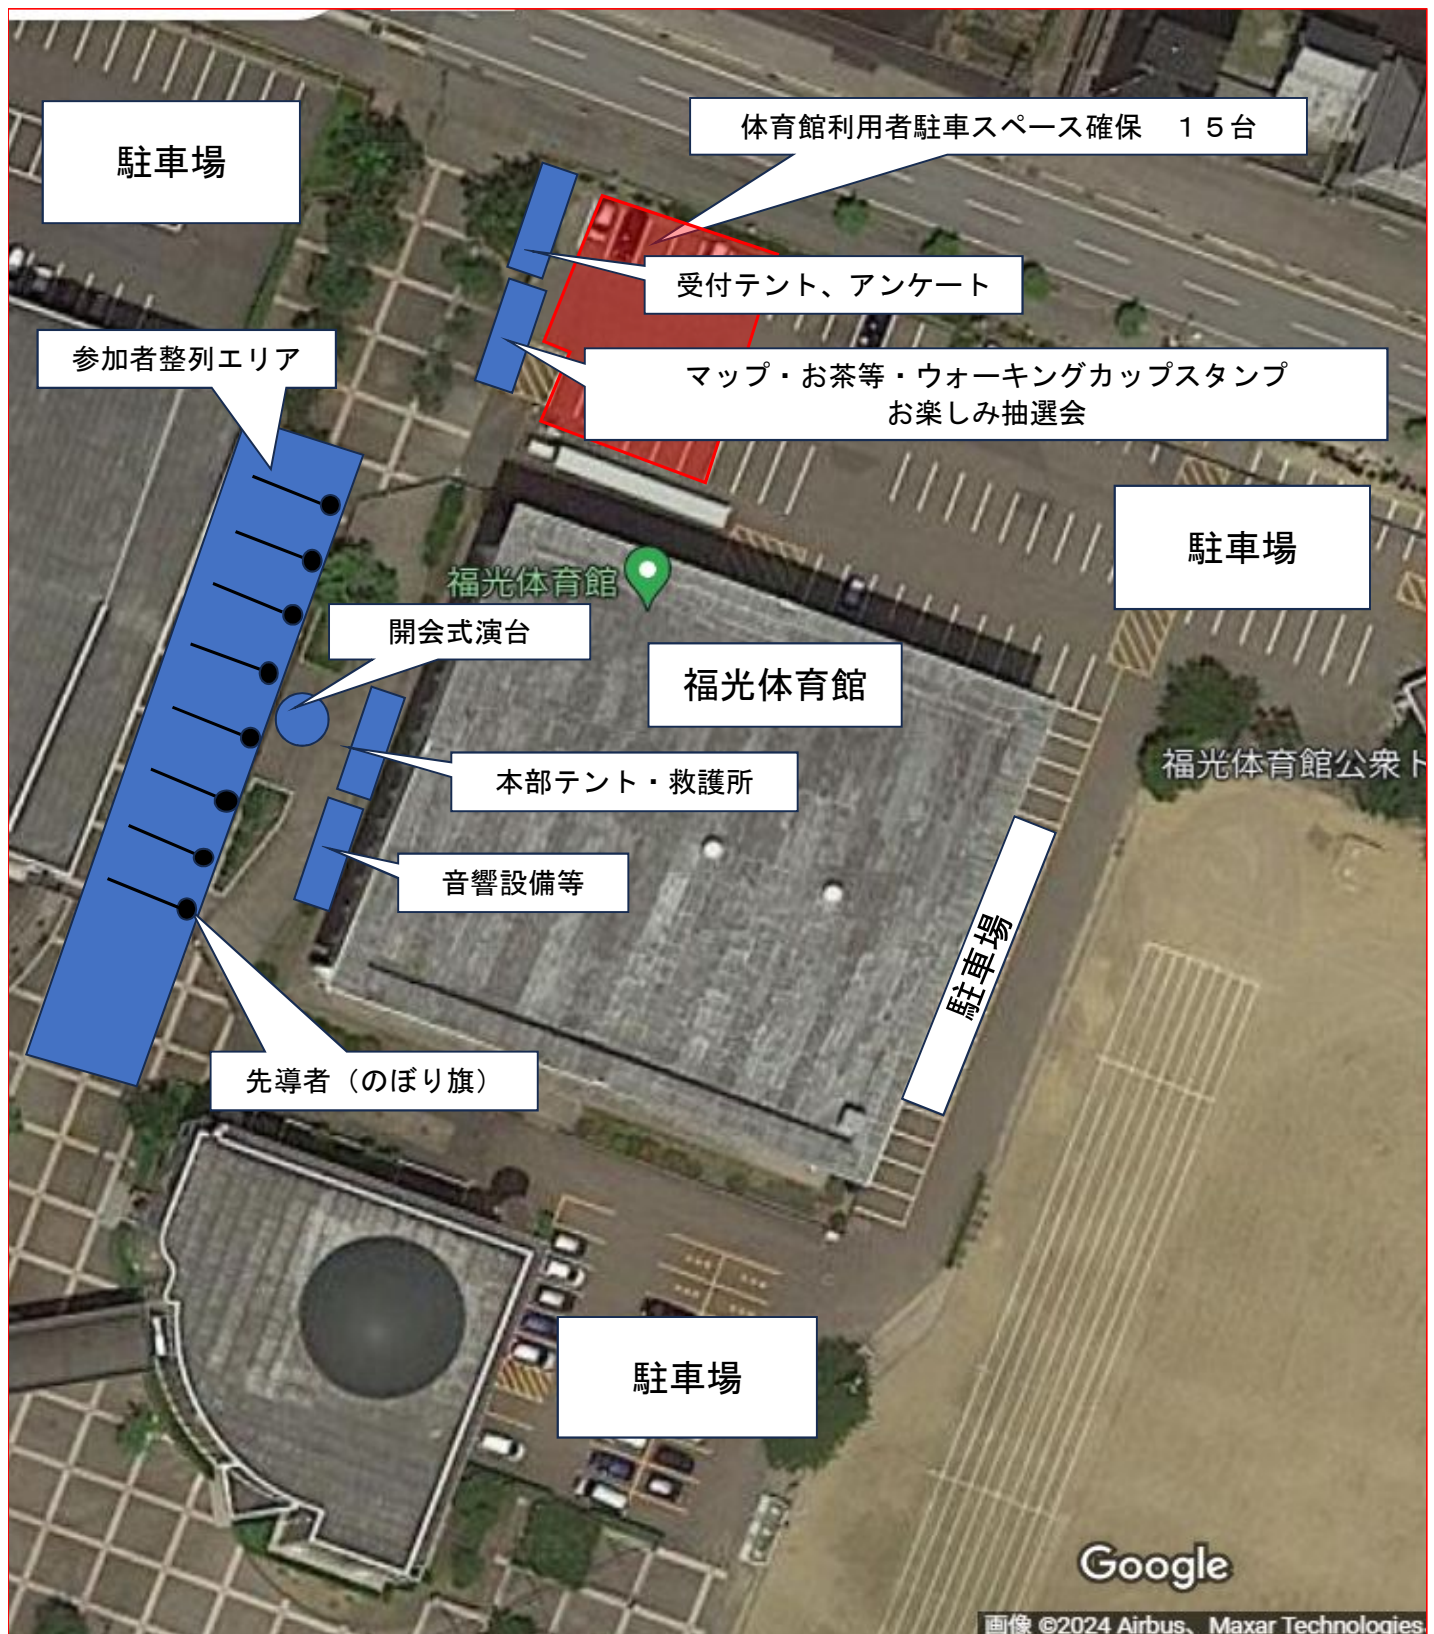 体育館利用者駐車スペース確保　１５台
駐車場
受付テント、アンケート
参加者整列エリア
マップ・お茶等・ウォーキングカップスタンプ
お楽しみ抽選会
駐車場
福光体育館
開会式演台
福光体育館
福光体育館公衆ト
本部テント・救護所
音響設備等
駐車場
先導者（のぼり旗）
駐車場
Google
画像 ©2024 Airbus、Maxar Technologies